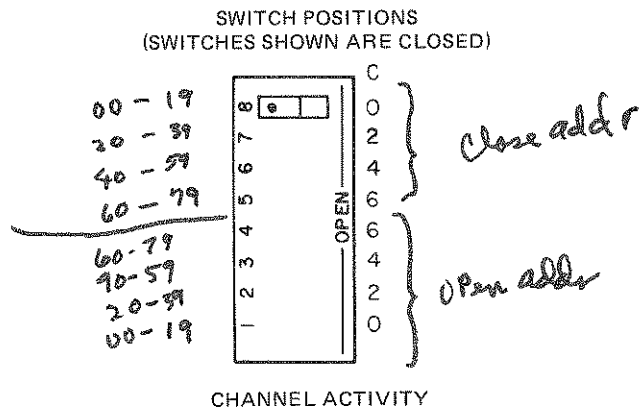 SWITCH POSITIONS
(SWITCHES SHOWN ARE CLOSED)
C
00 - 19 8 0
20 - 39 7 2
40 - 59 6 4
60 - 79 5 6
60-79 4 6
40-59 3 4
20-39 2 2
00-19 1 0
OPEN
Close addr
OPen addr
CHANNEL ACTIVITY